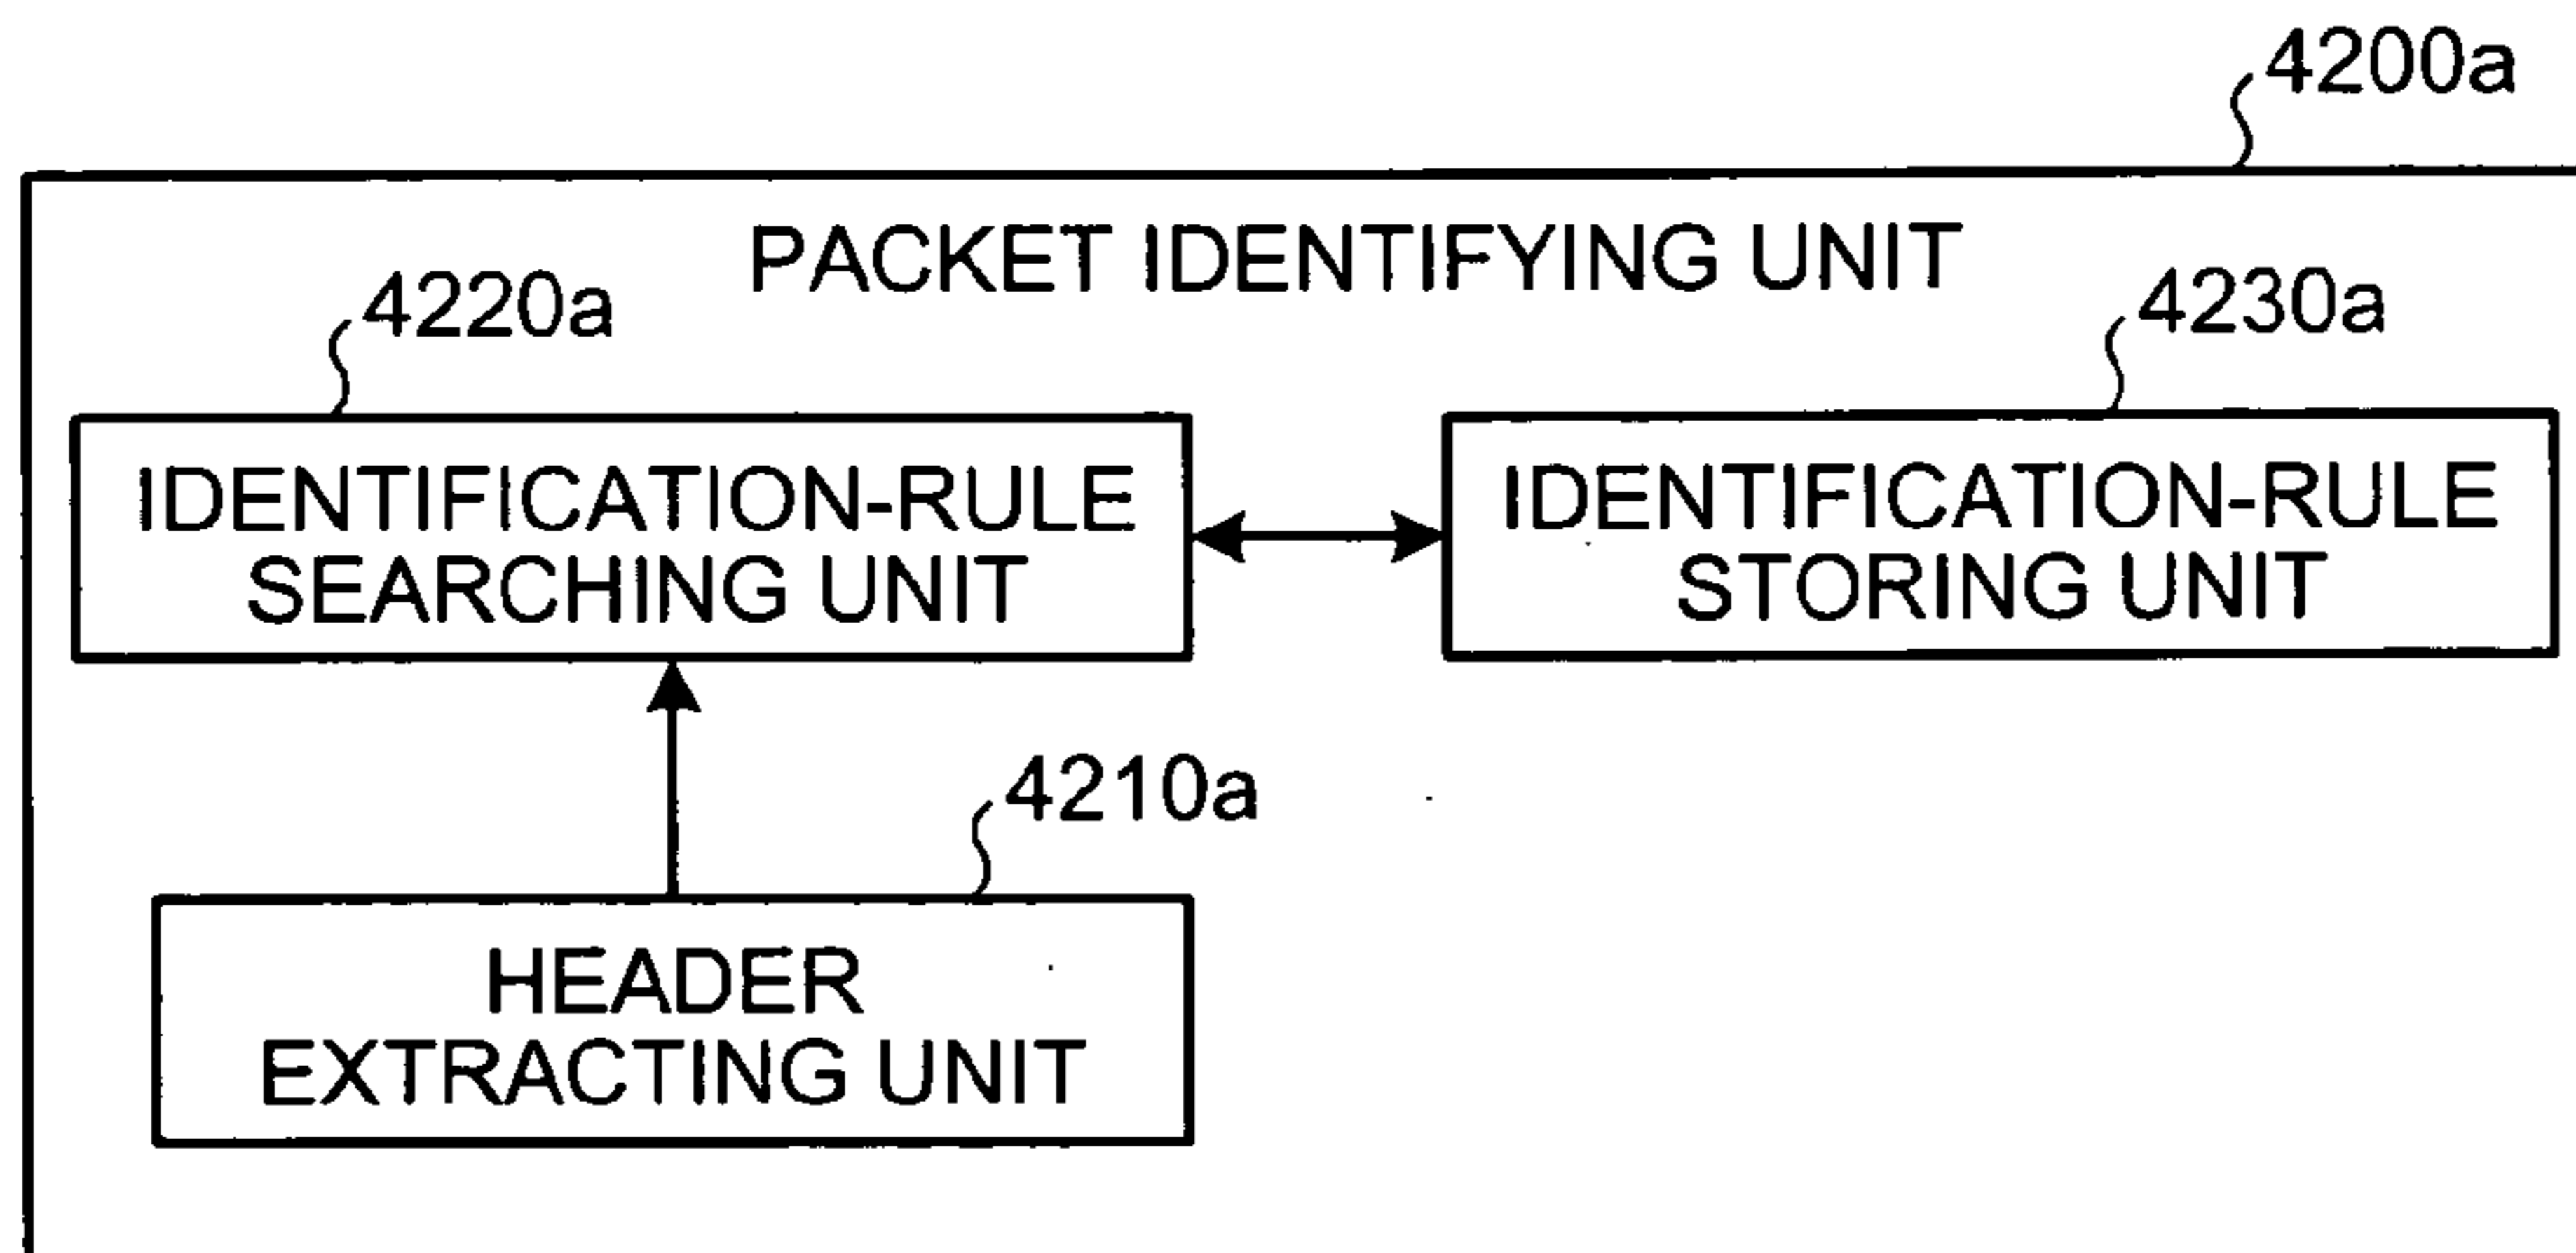 4200a
PACKET IDENTIFYING UNIT
4220a
4230a
IDENTIFICATION-RULE
SEARCHING UNIT
IDENTIFICATION-RULE
STORING UNIT
4210a
HEADER
EXTRACTING UNIT